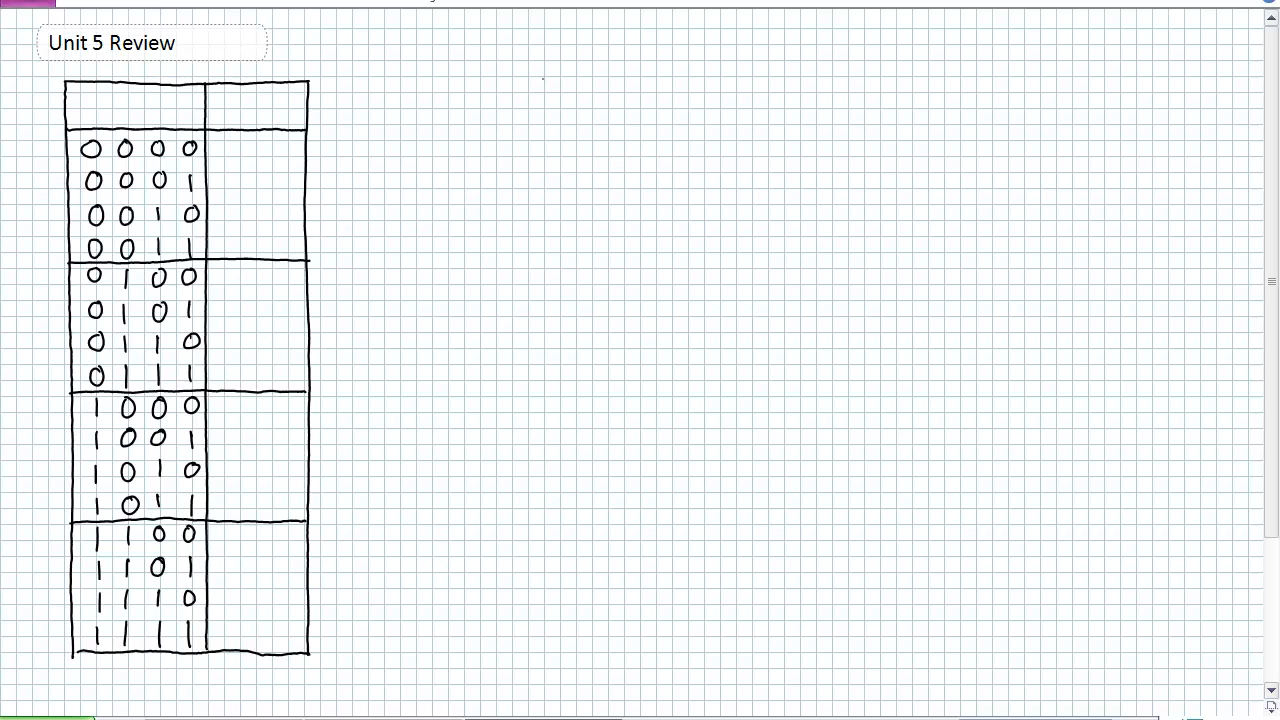 Unit 5 Review
0 0 0 0
0 0 0 1
0 0 1 0
0 0 1 1
0 1 0 0
0 1 0 1
0 1 1 0
0 1 1 1
1 0 0 0
1 0 0 1
1 0 1 0
1 0 1 1
1 1 0 0
1 1 0 1
1 1 1 0
1 1 1 1